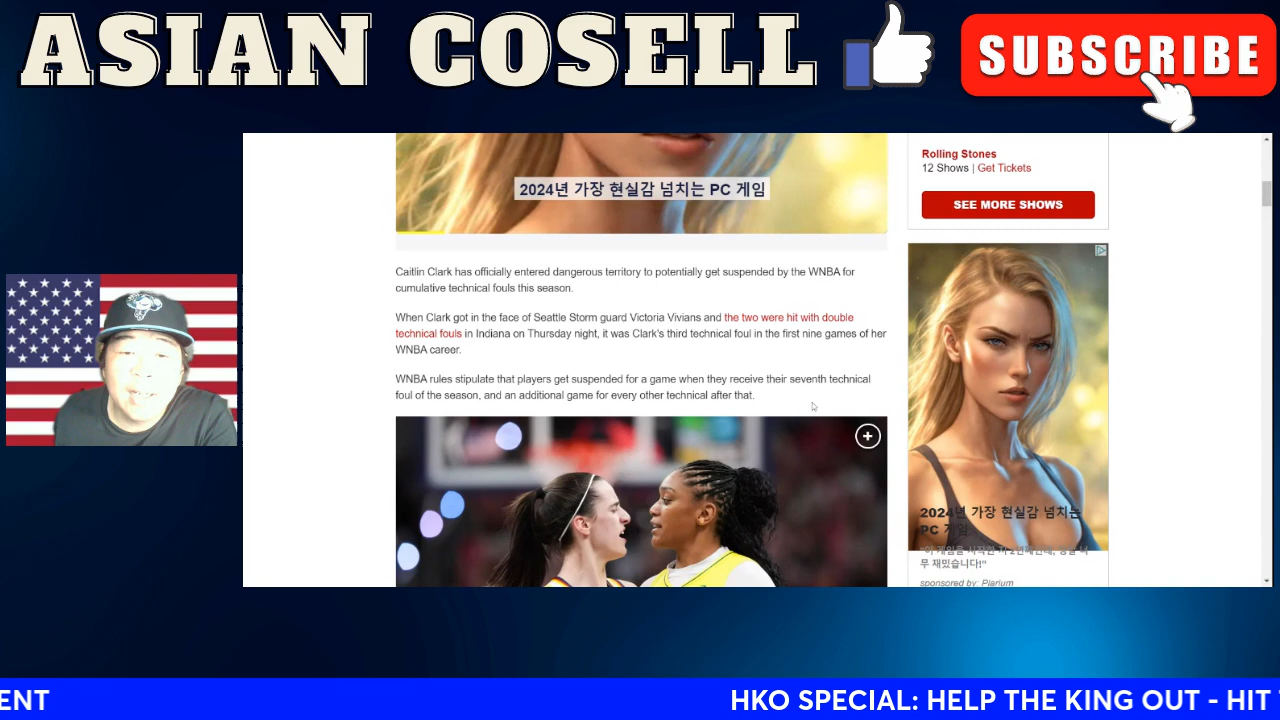 ASIAN COSELL
SUBSCRIBE
2024년 가장 현실감 넘치는 PC 게임
Rolling Stones
12 Shows | Get Tickets
SEE MORE SHOWS
Caitlin Clark has officially entered dangerous territory to potentially get suspended by the WNBA for
cumulative technical fouls this season.
When Clark got in the face of Seattle Storm guard Victoria Vivians and the two were hit with double
technical fouls in Indiana on Thursday night, it was Clark's third technical foul in the first nine games of her
WNBA career.
WNBA rules stipulate that players get suspended for a game when they receive their seventh technical
foul of the season, and an additional game for every other technical after that.
2024년 가장 현실감 넘치는
PC 게임
무 재밌습니다!"
sponsored by: Plarium
ENT
HKO SPECIAL: HELP THE KING OUT - HIT